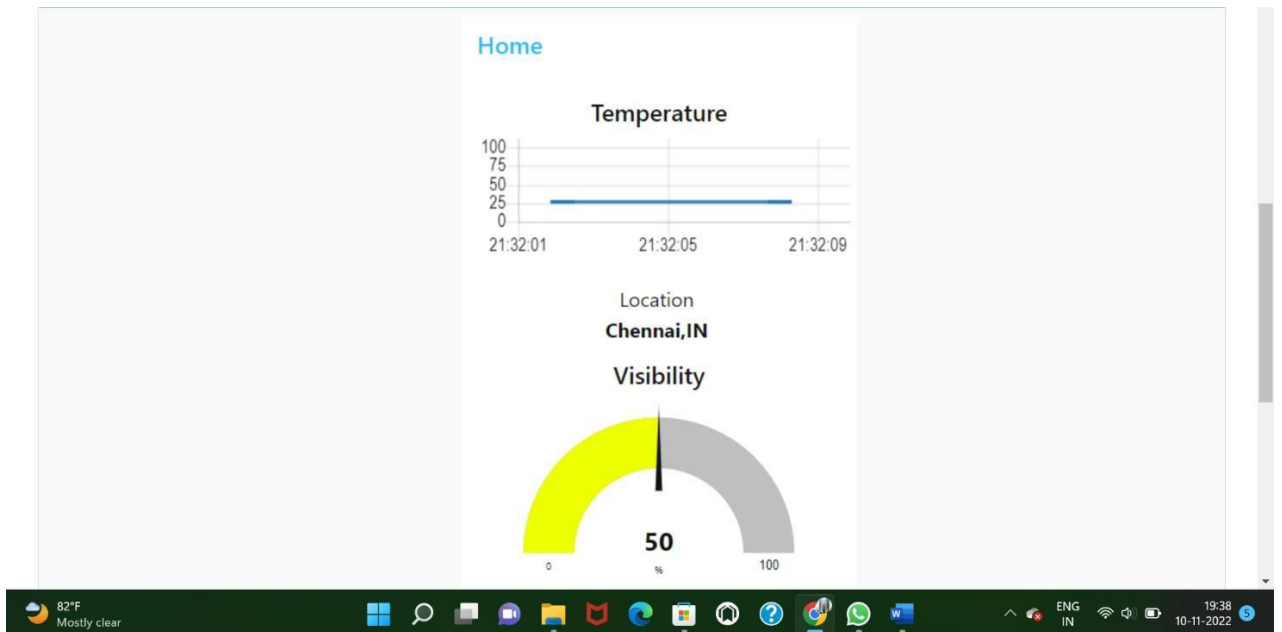 Home
Temperature
100
75
50
25
0
21:32:01 21:32:05 21:32:09
Location
Chennai,IN
Visibility
50
0 % 100
82°F
Mostly clear
W
ENG
IN
19:38
10-11-2022
5